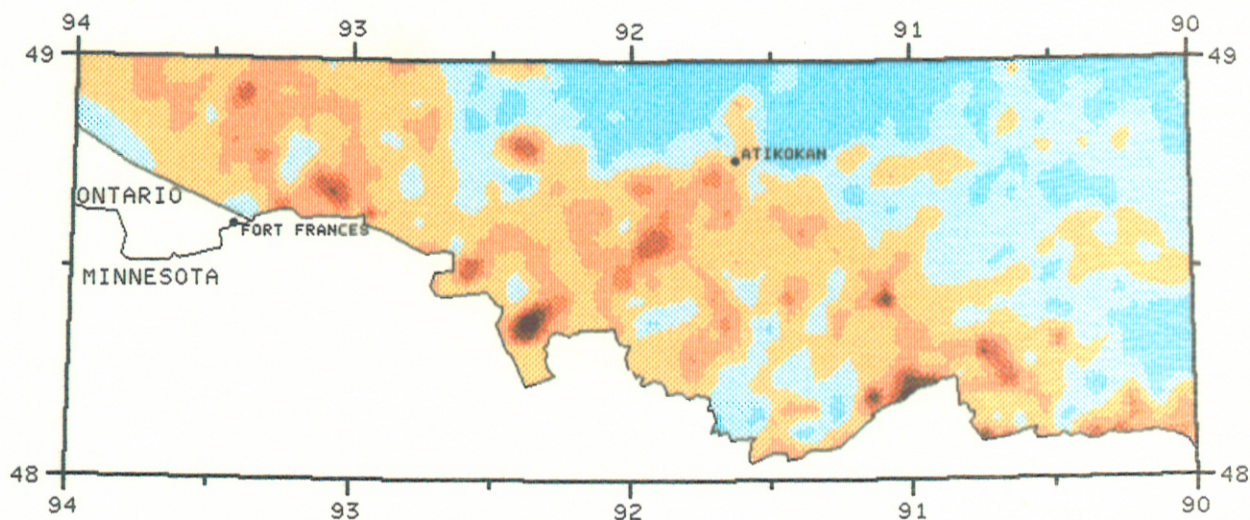 94 93 92 91 90
49 49
ATIKOKAN
ONTARIO
FORT FRANCES
MINNESOTA
48 48
94 93 92 91 90